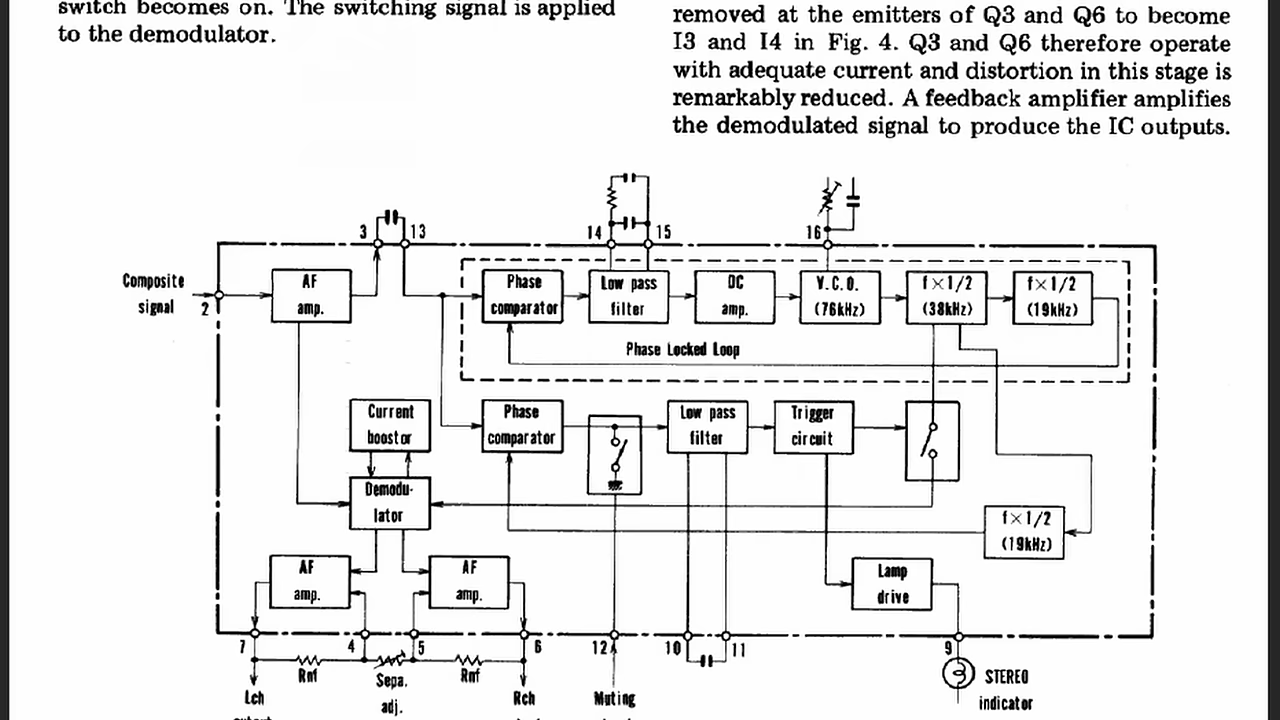 switch becomes on. The switching signal is applied
to the demodulator.
removed at the emitters of Q3 and Q6 to become
I3 and I4 in Fig. 4. Q3 and Q6 therefore operate
with adequate current and distortion in this stage is
remarkably reduced. A feedback amplifier amplifies
the demodulated signal to produce the IC outputs.
3
13
14
15
16
Composite
signal
2
AF
amp.
Phase
comparator
Low pass
filter
DC
amp.
V.C.O.
(76kHz)
f×1/2
(38kHz)
f×1/2
(19kHz)
Phase Locked Loop
Current
boostor
Phase
comparator
Low pass
filter
Trigger
circuit
Demodu-
lator
f×1/2
(19kHz)
AF
amp.
AF
amp.
Lamp
drive
7
4
5
6
12
10
11
9
Rnf
Sepa.
adj.
Rnf
Lch
Rch
Muting
STEREO
indicator